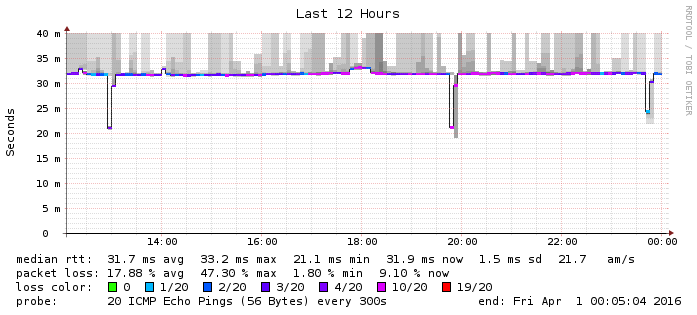 Last 12 Hours
RRDTOOL / TOBI OETIKER
Seconds
40 m
35 m
30 m
25 m
20 m
15 m
10 m
5 m
0
14:00 16:00 18:00 20:00 22:00 00:00
median rtt: 31.7 ms avg 33.2 ms max 21.1 ms min 31.9 ms now 1.5 ms sd 21.7 am/s
packet loss: 17.88 % avg 47.30 % max 1.80 % min 9.10 % now
loss color: 0 1/20 2/20 3/20 4/20 10/20 19/20
probe: 20 ICMP Echo Pings (56 Bytes) every 300s end: Fri Apr 1 00:05:04 2016